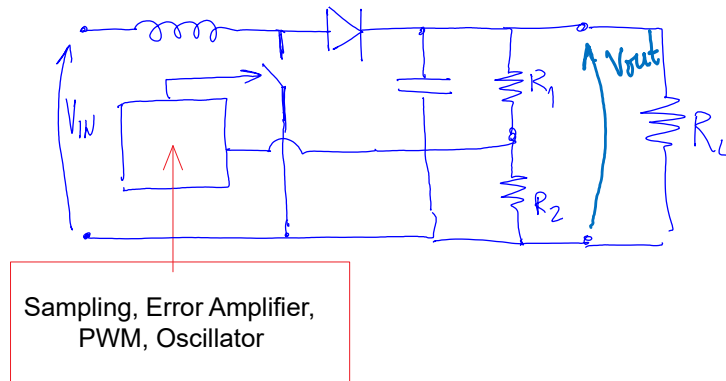 Vout
R1
VIN
RL
R2
Sampling, Error Amplifier,
PWM, Oscillator